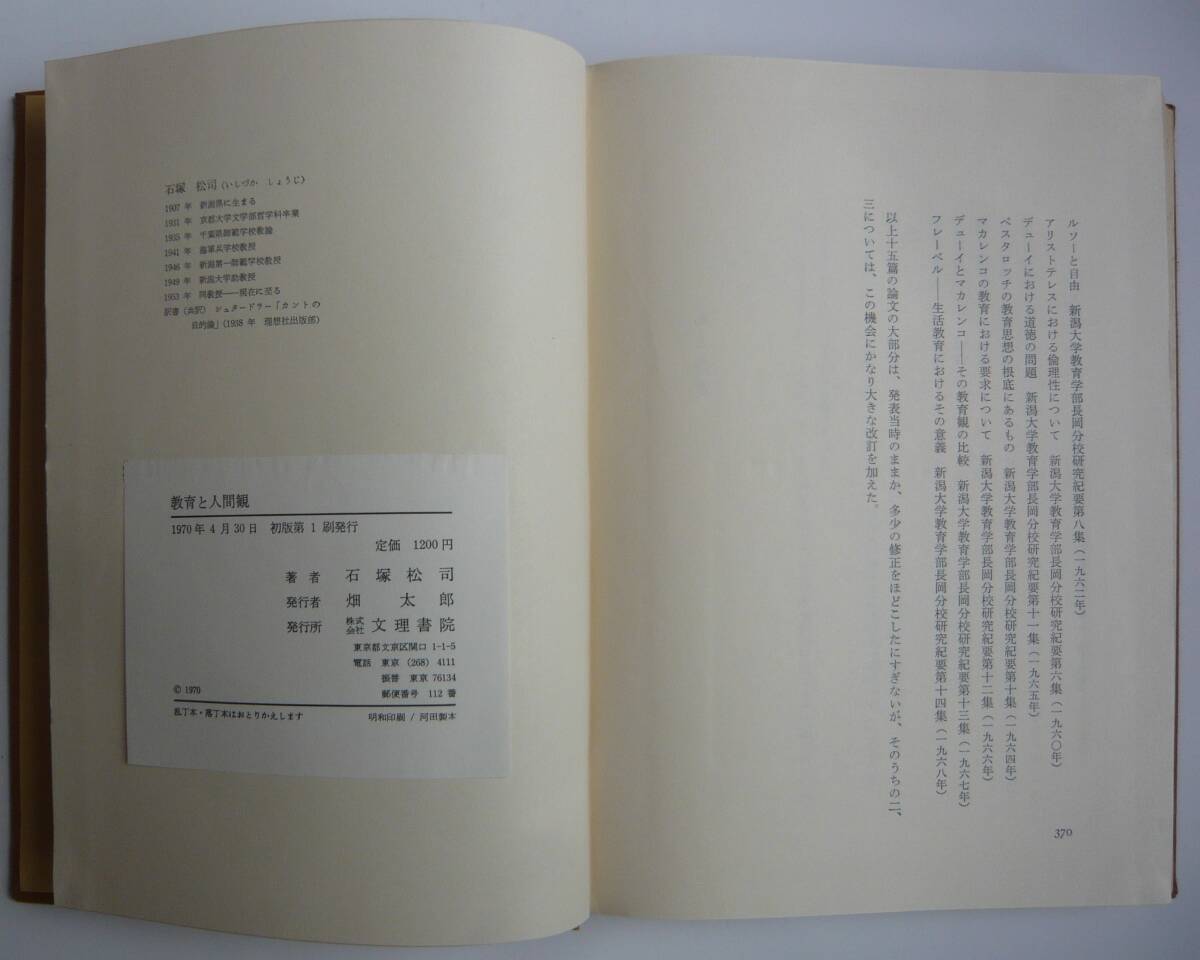 ルソーと自由　新潟大学教育学部長岡分校研究紀要第八集（一九六二年）
アリストテレスにおける倫理性について　新潟大学教育学部長岡分校研究紀要第六集（一九六〇年）
デューイにおける道徳の問題　新潟大学教育学部長岡分校研究紀要第十一集（一九六五年）
ペスタロッチの教育思想の根底にあるもの　新潟大学教育学部長岡分校研究紀要第十集（一九六四年）
マカレンコの教育における要求について　新潟大学教育学部長岡分校研究紀要第十二集（一九六六年）
デューイとマカレンコ――その教育観の比較　新潟大学教育学部長岡分校研究紀要第十三集（一九六七年）
フレーベル――生活教育におけるその意義　新潟大学教育学部長岡分校研究紀要第十四集（一九六八年）
以上十五篇の論文の大部分は、発表当時のままか、多少の修正をほどこしたにすぎないが、そのうちの二、
三については、この機会にかなり大きな改訂を加えた。
370
石塚　松司（いしづか　しょうじ）
1907 年　新潟県に生まる
1931 年　京都大学文学部哲学科卒業
1935 年　千葉県師範学校教諭
1941 年　海軍兵学校教授
1946 年　新潟第一師範学校教授
1949 年　新潟大学助教授
1953 年　同教授――現在に至る
訳書（共訳）　シュタードラー「カントの
目的論」（1938 年　理想社出版部）
教育と人間観
1970 年 4 月 30 日　初版第 1 刷発行
定価　1200円
著　者　石　塚　松　司
発行者　畑　太　郎
発行所　株式会社 文理書院
東京都文京区関口 1-1-5
電話　東京 (268) 4111
振替　東京 76134
郵便番号　112 番
© 1970
乱丁本・落丁本はおとりかえします　明和印刷 / 河田製本